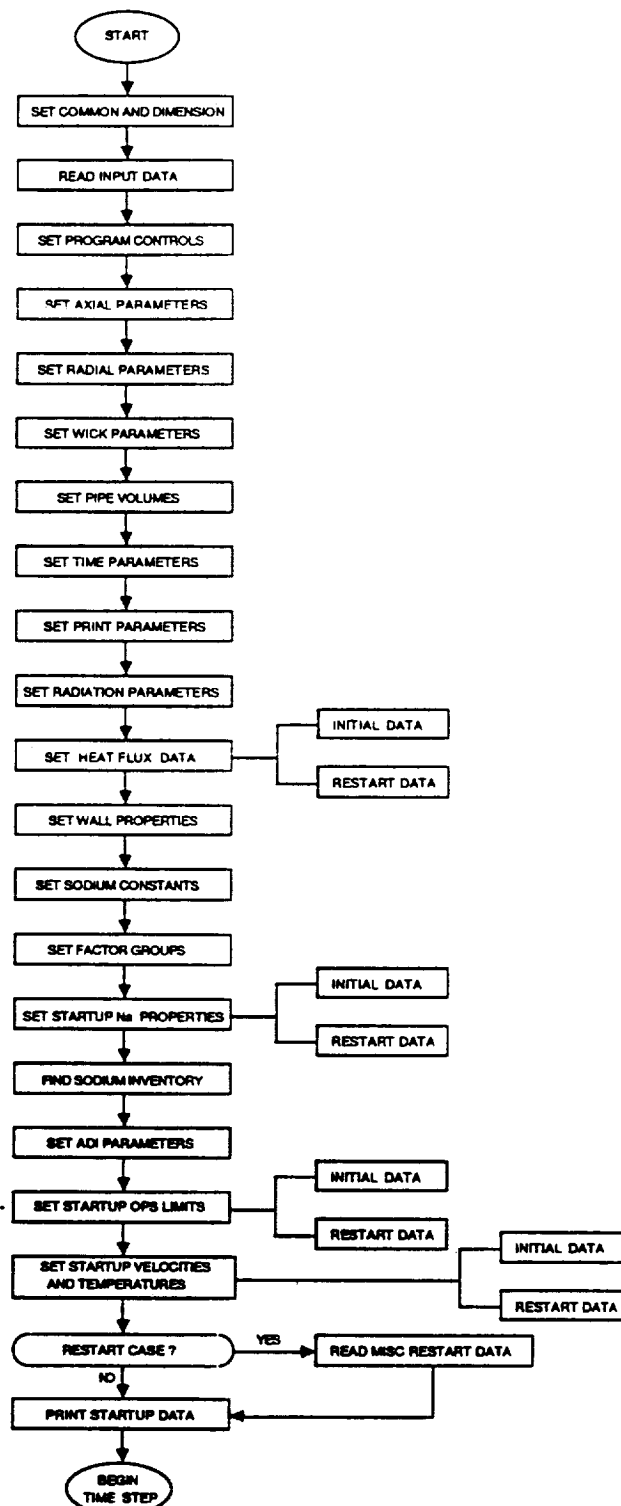 START
SET COMMON AND DIMENSION
READ INPUT DATA
SET PROGRAM CONTROLS
SET AXIAL PARAMETERS
SET RADIAL PARAMETERS
SET WICK PARAMETERS
SET PIPE VOLUMES
SET TIME PARAMETERS
SET PRINT PARAMETERS
SET RADIATION PARAMETERS
SET HEAT FLUX DATA
INITIAL DATA
RESTART DATA
SET WALL PROPERTIES
SET SODIUM CONSTANTS
SET FACTOR GROUPS
SET STARTUP Na PROPERTIES
INITIAL DATA
RESTART DATA
FIND SODIUM INVENTORY
SET ADI PARAMETERS
SET STARTUP OPS LIMITS
INITIAL DATA
RESTART DATA
SET STARTUP VELOCITIES
AND TEMPERATURES
INITIAL DATA
RESTART DATA
RESTART CASE ?
YES
READ MISC RESTART DATA
NO
PRINT STARTUP DATA
BEGIN
TIME STEP